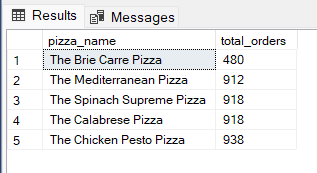 Results Messages
pizza_name total_orders
1 The Brie Carre Pizza 480
2 The Mediterranean Pizza 912
3 The Spinach Supreme Pizza 918
4 The Calabrese Pizza 918
5 The Chicken Pesto Pizza 938